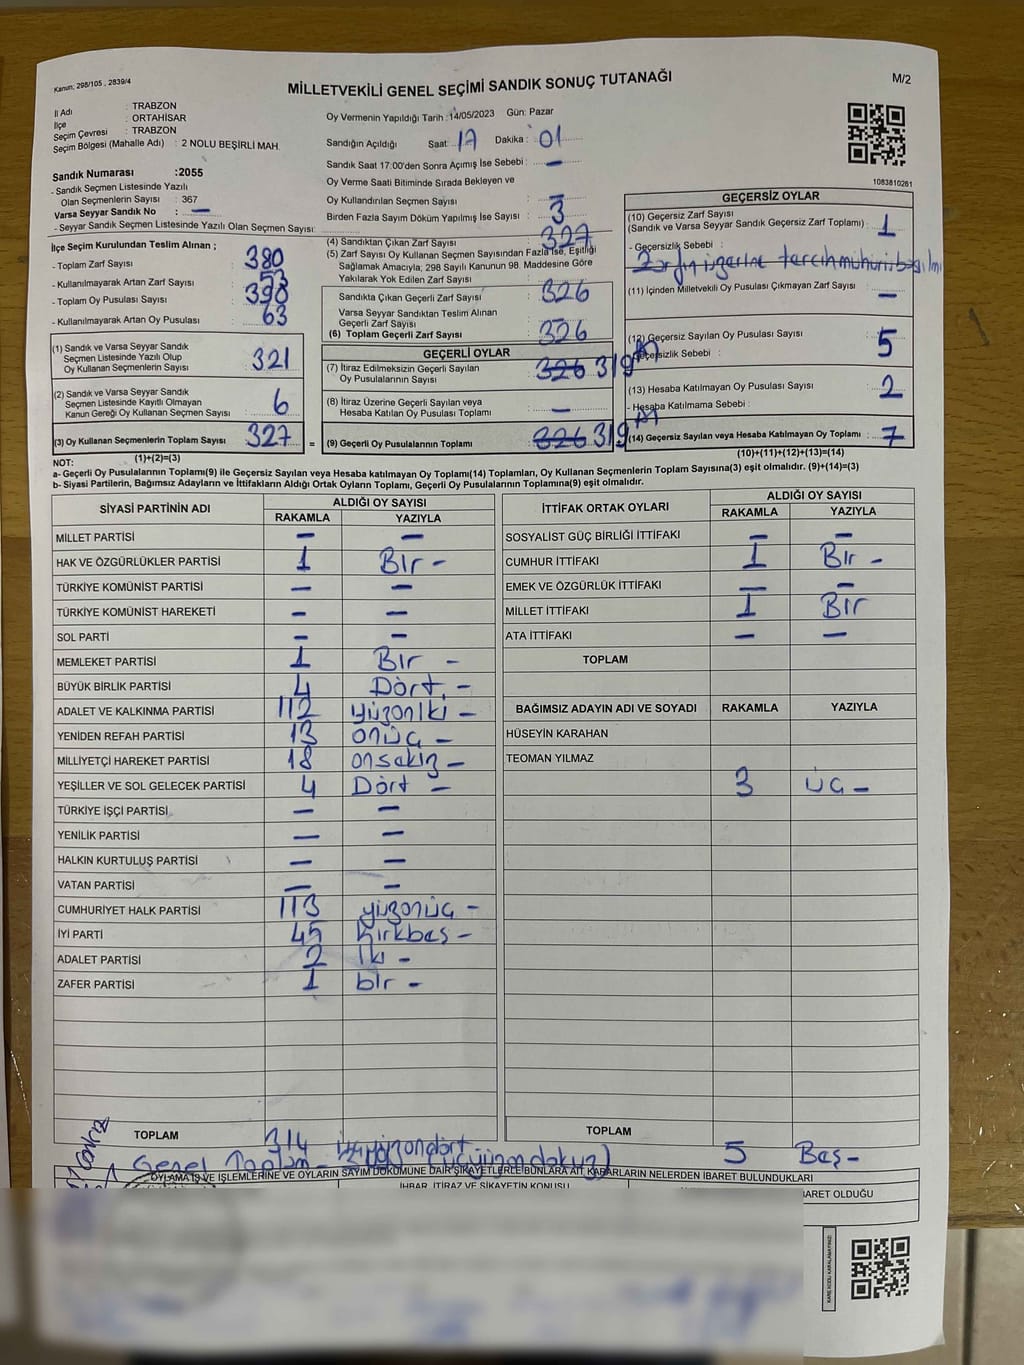 Kanun, 298/105 , 2839/4
MİLLETVEKİLİ GENEL SEÇİMİ SANDIK SONUÇ TUTANAĞI
M/2
İl Adı : TRABZON
İlçe : ORTAHİSAR
Seçim Çevresi : TRABZON
Seçim Bölgesi (Mahalle Adı) : 2 NOLU BEŞİRLİ MAH.
Sandık Numarası :2055
- Sandık Seçmen Listesinde Yazılı
Olan Seçmenlerin Sayısı : 367
Varsa Seyyar Sandık No : -
- Seyyar Sandık Seçmen Listesinde Yazılı Olan Seçmen Sayısı:
Oy Vermenin Yapıldığı Tarih :14/05/2023 Gün: Pazar
Sandığın Açıldığı Saat: 17 Dakika : 01
Sandık Saat 17:00'den Sonra Açımış İse Sebebi : -
Oy Verme Saati Bitiminde Sırada Bekleyen ve
Oy Kullandırılan Seçmen Sayısı : -
Birden Fazla Sayım Döküm Yapılmış İse Sayısı : 3
1083810261
İlçe Seçim Kurulundan Teslim Alınan ;
- Toplam Zarf Sayısı : 380
- Kullanılmayarak Artan Zarf Sayısı : 53
- Toplam Oy Pusulası Sayısı : 398
- Kullanılmayarak Artan Oy Pusulası : 63
(1) Sandık ve Varsa Seyyar Sandık
Seçmen Listesinde Yazılı Olup
Oy Kullanan Seçmenlerin Sayısı : 321
(2) Sandık ve Varsa Seyyar Sandık
Seçmen Listesinde Kayıtlı Olmayan
Kanun Gereği Oy Kullanan Seçmen Sayısı : 6
(3) Oy Kullanan Seçmenlerin Toplam Sayısı : 327 =
(1)+(2)=(3)
(4) Sandıktan Çıkan Zarf Sayısı : 327
(5) Zarf Sayısı Oy Kullanan Seçmen Sayısından Fazla İse, Eşitliği
Sağlamak Amacıyla, 298 Sayılı Kanunun 98. Maddesine Göre
Yakılarak Yok Edilen Zarf Sayısı :
Sandıkta Çıkan Geçerli Zarf Sayısı : 326
Varsa Seyyar Sandıktan Teslim Alınan
Geçerli Zarf Sayısı : -
(6) Toplam Geçerli Zarf Sayısı : 326
GEÇERLİ OYLAR
(7) İtiraz Edilmeksizin Geçerli Sayılan
Oy Pusulalarının Sayısı : 326 319
(8) İtiraz Üzerine Geçerli Sayılan veya
Hesaba Katılan Oy Pusulası Toplamı : -
(9) Geçerli Oy Pusulalarının Toplamı : 326 319
GEÇERSİZ OYLAR
(10) Geçersiz Zarf Sayısı
(Sandık ve Varsa Seyyar Sandık Geçersiz Zarf Toplamı) : 1
- Geçersizlik Sebebi :
Zarfın üzerine tercih mührü basılmı
(11) İçinden Milletvekili Oy Pusulası Çıkmayan Zarf Sayısı : -
(12) Geçersiz Sayılan Oy Pusulası Sayısı : 5
Geçersizlik Sebebi :
(13) Hesaba Katılmayan Oy Pusulası Sayısı : 2
- Hesaba Katılmama Sebebi :
(14) Geçersiz Sayılan veya Hesaba Katılmayan Oy Toplamı : 7
(10)+(11)+(12)+(13)=(14)
NOT:
a- Geçerli Oy Pusulalarının Toplamı(9) ile Geçersiz Sayılan veya Hesaba katılmayan Oy Toplamı(14) Toplamları, Oy Kullanan Seçmenlerin Toplam Sayısına(3) eşit olmalıdır. (9)+(14)=(3)
b- Siyasi Partilerin, Bağımsız Adayların ve İttifakların Aldığı Ortak Oyların Toplamı, Geçerli Oy Pusulalarının Toplamına(9) eşit olmalıdır.
SİYASİ PARTİNİN ADI ALDIĞI OY SAYISI
RAKAMLA YAZIYLA
MİLLET PARTİSİ - -
HAK VE ÖZGÜRLÜKLER PARTİSİ 1 Bir -
TÜRKİYE KOMÜNİST PARTİSİ - -
TÜRKİYE KOMÜNİST HAREKETİ - -
SOL PARTİ - -
MEMLEKET PARTİSİ 1 Bir -
BÜYÜK BİRLİK PARTİSİ 4 Dört -
ADALET VE KALKINMA PARTİSİ 112 yüzoniki -
YENİDEN REFAH PARTİSİ 13 onüç -
MİLLİYETÇİ HAREKET PARTİSİ 18 onsekiz -
YEŞİLLER VE SOL GELECEK PARTİSİ 4 Dört -
TÜRKİYE İŞÇİ PARTİSİ - -
YENİLİK PARTİSİ - -
HALKIN KURTULUŞ PARTİSİ - -
VATAN PARTİSİ - -
CUMHURİYET HALK PARTİSİ 113 yüzonüç -
İYİ PARTİ 45 Kırkbeş -
ADALET PARTİSİ 2 İki -
ZAFER PARTİSİ 1 bir -
TOPLAM 314 üçyüzondört
Genel Toplam - (üçyüzondokuz)
İTTİFAK ORTAK OYLARI ALDIĞI OY SAYISI
RAKAMLA YAZIYLA
SOSYALİST GÜÇ BİRLİĞİ İTTİFAKI - -
CUMHUR İTTİFAKI 1 Bir -
EMEK VE ÖZGÜRLÜK İTTİFAKI - -
MİLLET İTTİFAKI 1 Bir
ATA İTTİFAKI - -
TOPLAM
BAĞIMSIZ ADAYIN ADI VE SOYADI RAKAMLA YAZIYLA
HÜSEYİN KARAHAN
TEOMAN YILMAZ
3 üç -
TOPLAM 5 Beş -
OYLAMA İŞ VE İŞLEMLERİNE VE OYLARIN SAYIM DÖKÜMÜNE DAİR ŞİKAYETLERLE BUNLARA AİT KARARLARIN NELERDEN İBARET BULUNDUKLARI
İHBAR, İTİRAZ VE ŞİKAYETİN KONUSU
BARET OLDUĞU